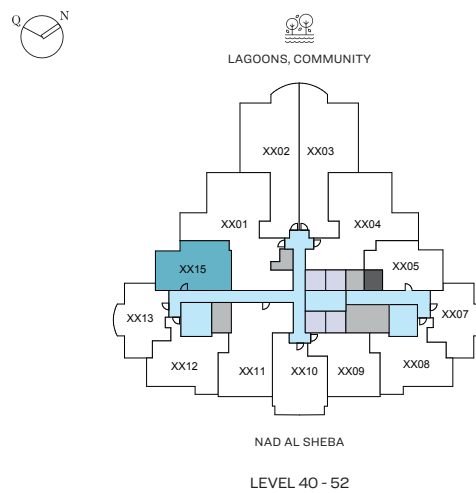 Q N
LAGOONS, COMMUNITY
XX02 XX03
XX01 XX04
XX15 XX05
XX13 XX07
XX12 XX11 XX10 XX09 XX08
NAD AL SHEBA
LEVEL 40 - 52